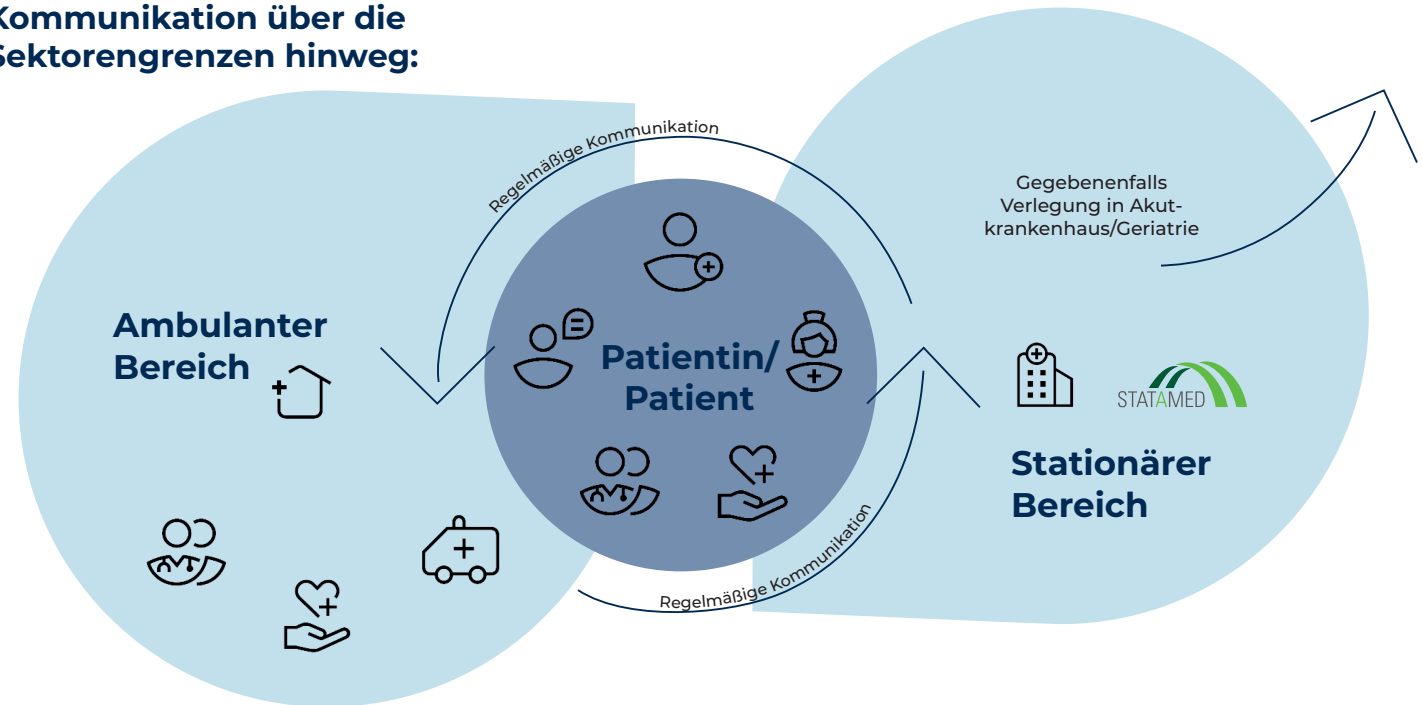 Kommunikation über die
Sektorengrenzen hinweg:
Regelmäßige Kommunikation
Gegebenenfalls
Verlegung in Akut-
krankenhaus/Geriatrie
Ambulanter
Bereich
Patientin/
Patient
STATAMED
Stationärer
Bereich
Regelmäßige Kommunikation